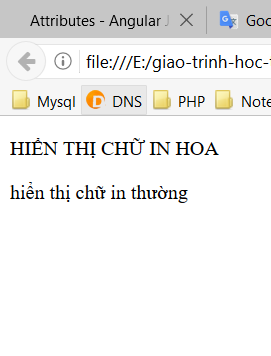 Attributes - Angular J
Goo
file:///E:/giao-trinh-hoc-
Mysql
DNS
PHP
Note
HIỂN THỊ CHỮ IN HOA
hiển thị chữ in thường